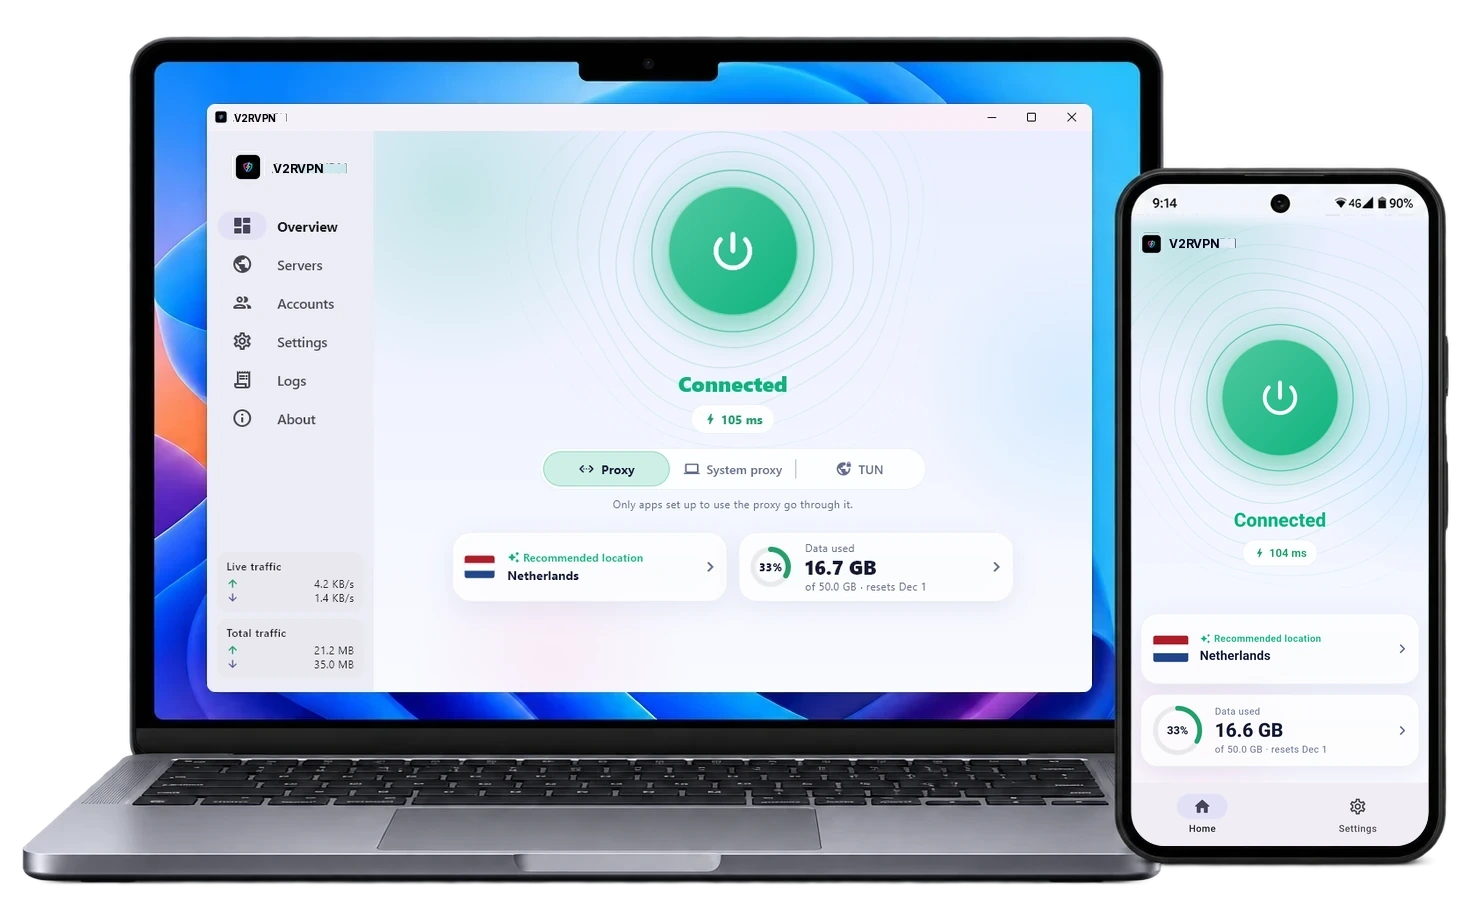 V2RVPN
V2RVPN
Overview
Servers
Accounts
Settings
Logs
About
Live traffic
↑ 4.2 KB/s
↓ 1.4 KB/s
Total traffic
↑ 21.2 MB
↓ 35.0 MB
Connected
105 ms
Proxy
System proxy
TUN
Only apps set up to use the proxy go through it.
Recommended location
Netherlands
33%
Data used
16.7 GB
of 50.0 GB · resets Dec 1
9:14
4G
90%
V2RVPN
Connected
104 ms
Recommended location
Netherlands
33%
Data used
16.6 GB
of 50.0 GB · resets Dec 1
Home
Settings